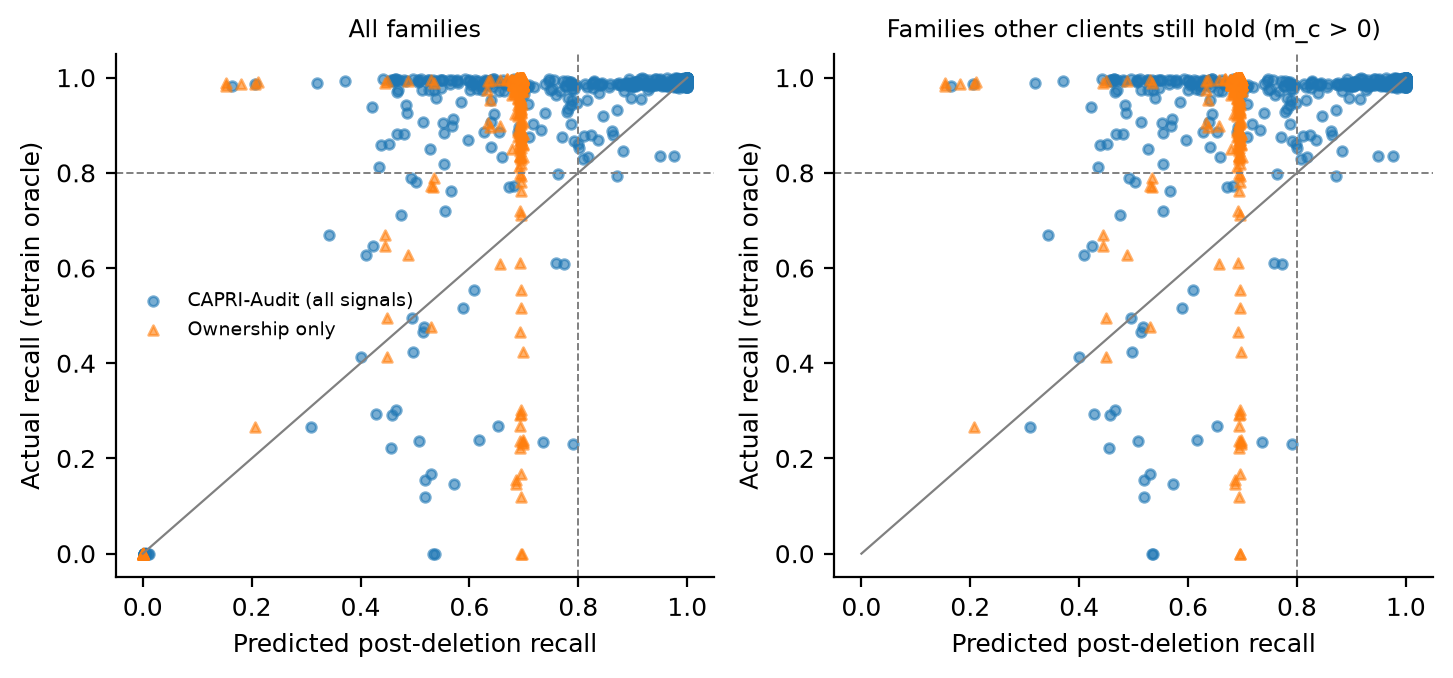 All families
Families other clients still hold (m_c > 0)
Actual recall (retrain oracle)
1.0
0.8
0.6
0.4
0.2
0.0
CAPRI-Audit (all signals)
Ownership only
0.0 0.2 0.4 0.6 0.8 1.0
Predicted post-deletion recall
Actual recall (retrain oracle)
1.0
0.8
0.6
0.4
0.2
0.0
0.0 0.2 0.4 0.6 0.8 1.0
Predicted post-deletion recall